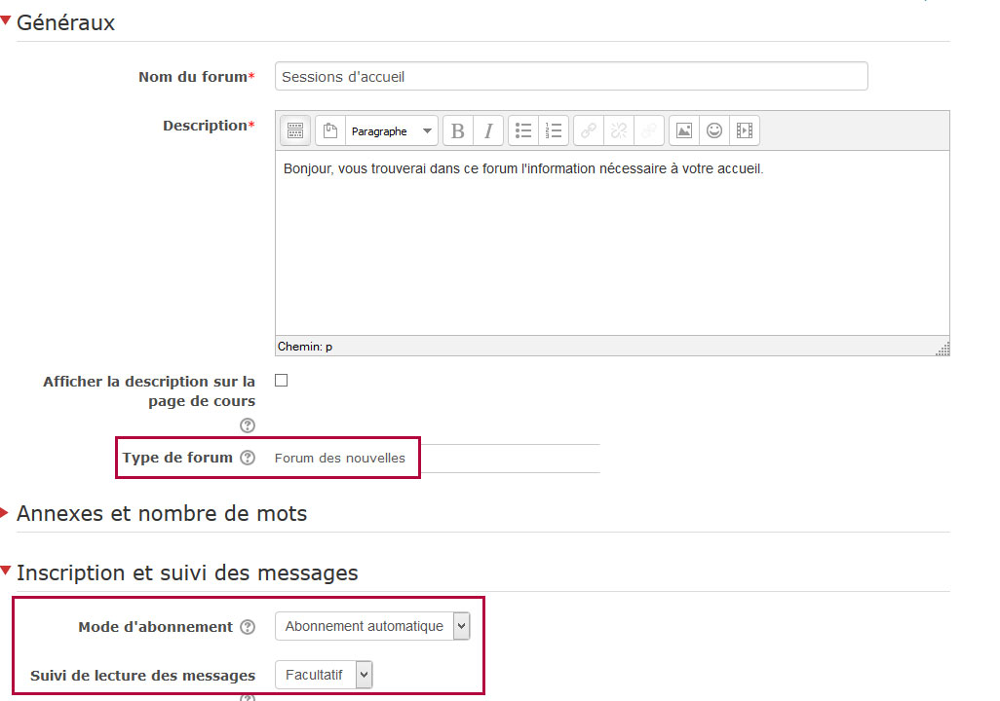 Généraux
Nom du forum*
Sessions d'accueil
Description*
Paragraphe
B I
Bonjour, vous trouverai dans ce forum l'information nécessaire à votre accueil.
Chemin: p
Afficher la description sur la
page de cours
Type de forum
Forum des nouvelles
Annexes et nombre de mots
Inscription et suivi des messages
Mode d'abonnement
Abonnement automatique
Suivi de lecture des messages
Facultatif